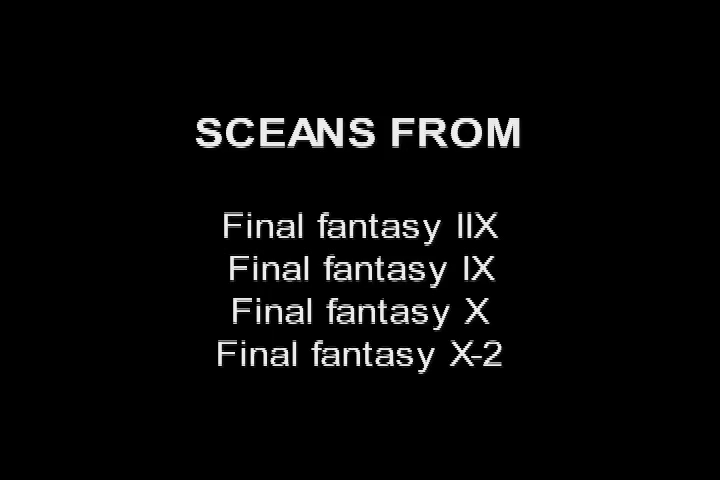 SCEANS FROM
Final fantasy IIX
Final fantasy IX
Final fantasy X
Final fantasy X-2